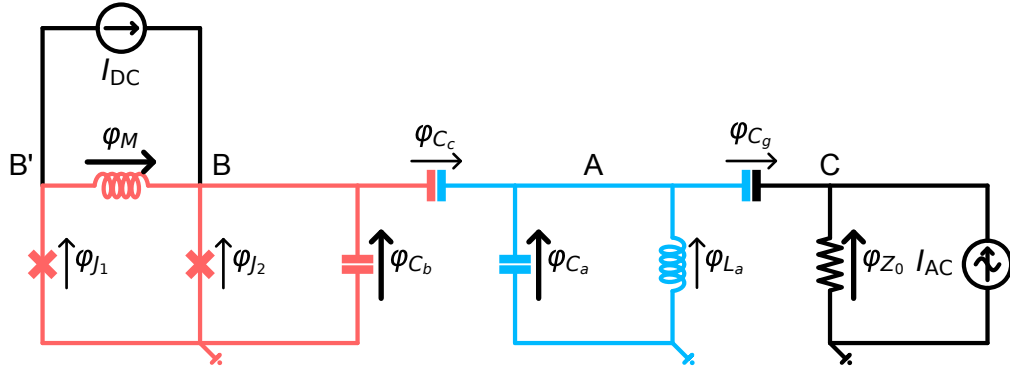 I_DC
φ_M
φ_{C_c}
φ_{C_g}
B'
B
A
C
φ_{J_1}
φ_{J_2}
φ_{C_b}
φ_{C_a}
φ_{L_a}
φ_{Z_0}
I_AC